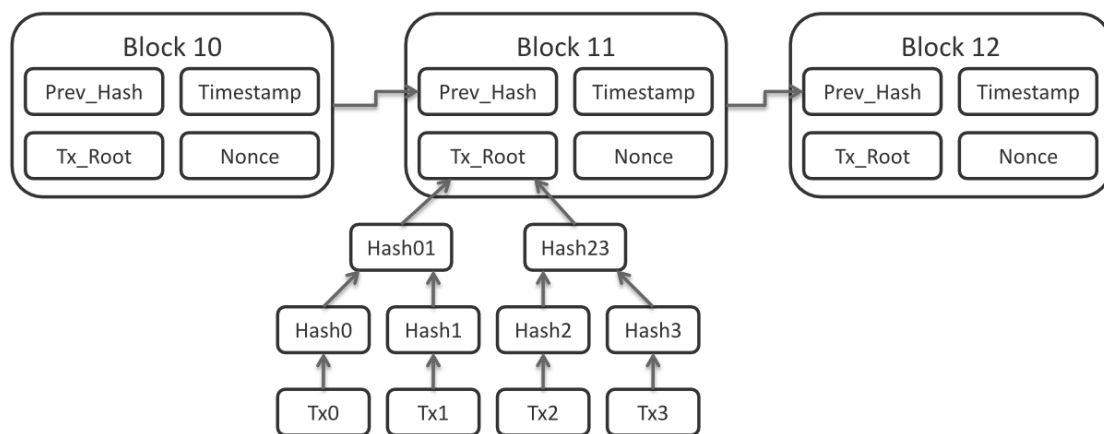 Block 10
Block 11
Block 12
Prev_Hash
Timestamp
Prev_Hash
Timestamp
Prev_Hash
Timestamp
Tx_Root
Nonce
Tx_Root
Nonce
Tx_Root
Nonce
Hash01
Hash23
Hash0
Hash1
Hash2
Hash3
Tx0
Tx1
Tx2
Tx3